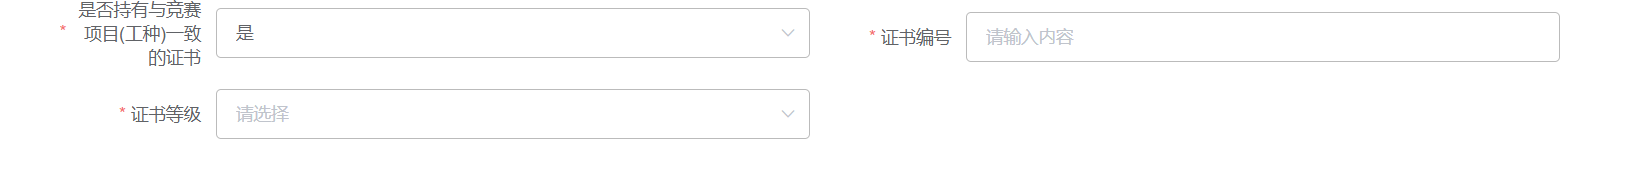 是否持有与竞赛
* 项目(工种)一致
的证书
是
* 证书编号
请输入内容
* 证书等级
请选择